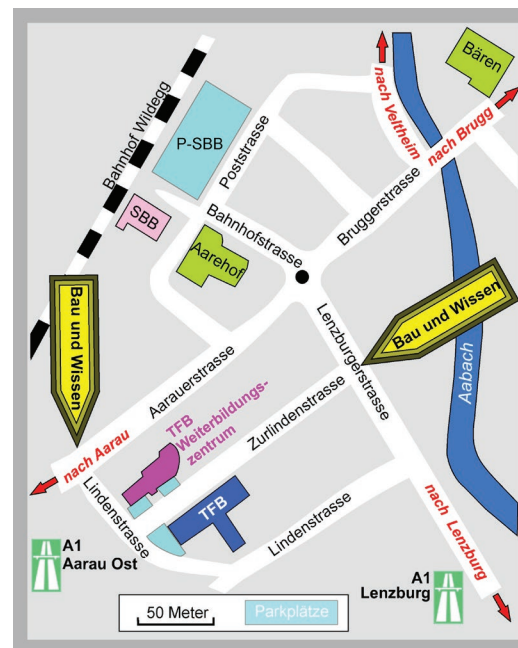 Bären
nach Veltheim
nach Brugg
Bahnhof Wildegg
P-SBB
Poststrasse
SBB
Bahnhofstrasse
Bruggerstrasse
Aarehof
Bau und Wissen
Bau und Wissen
Lenzburgerstrasse
Aabach
Aarauerstrasse
TFB
Weiterbildungs-
zentrum
Zurlindenstrasse
nach Aarau
Lindenstrasse
TFB
Lindenstrasse
nach Lenzburg
A1
Aarau Ost
A1
Lenzburg
50 Meter
Parkplätze